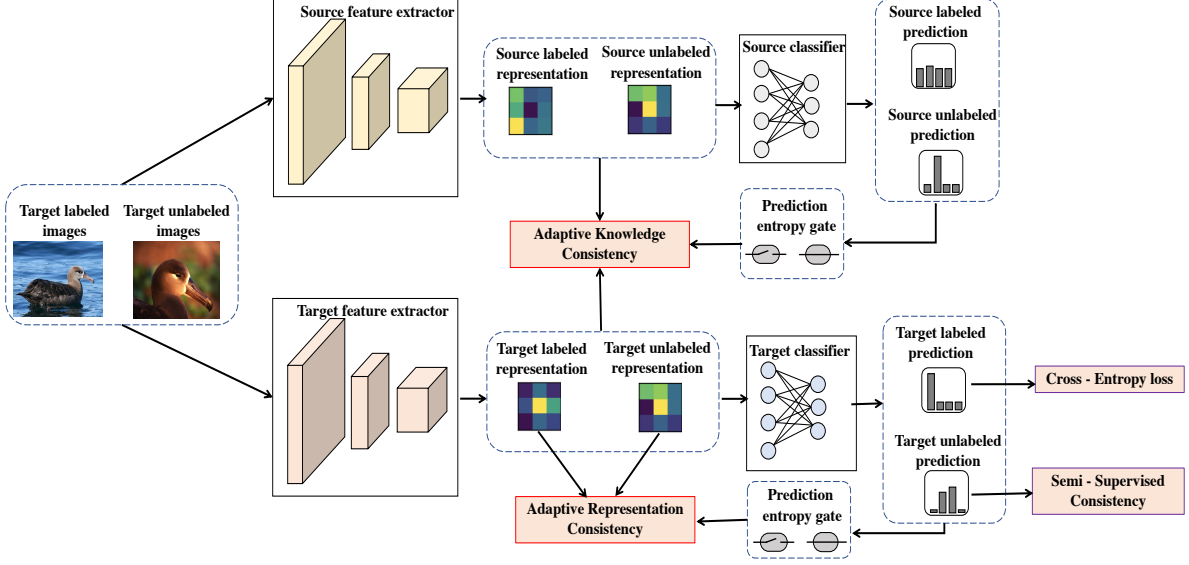 Source feature extractor
Source labeled
representation
Source unlabeled
representation
Source classifier
Source labeled
prediction
Source unlabeled
prediction
Target labeled
images
Target unlabeled
images
Adaptive Knowledge
Consistency
Prediction
entropy gate
Target feature extractor
Target labeled
representation
Target unlabeled
representation
Target classifier
Target labeled
prediction
Target unlabeled
prediction
Cross - Entropy loss
Semi - Supervised
Consistency
Adaptive Representation
Consistency
Prediction
entropy gate